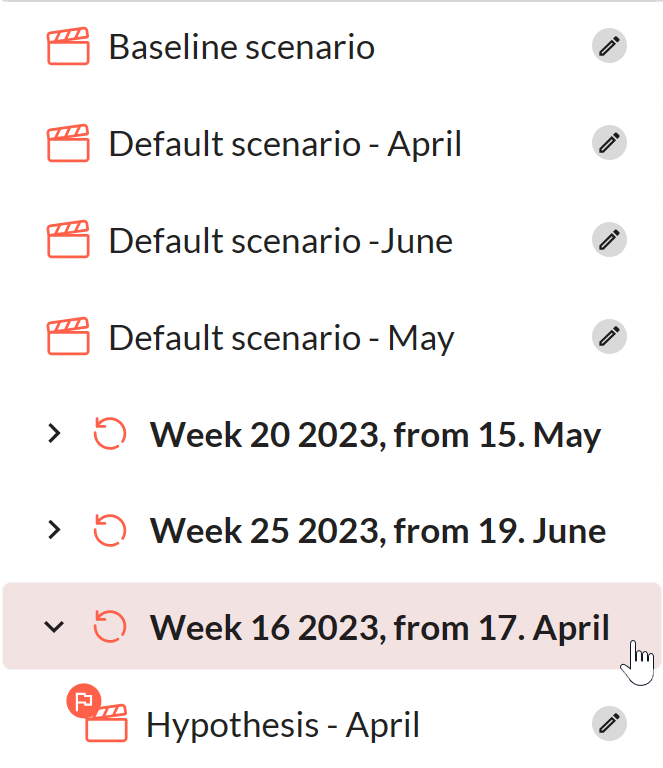 Baseline scenario
Default scenario - April
Default scenario -June
Default scenario - May
Week 20 2023, from 15. May
Week 25 2023, from 19. June
Week 16 2023, from 17. April
Hypothesis - April